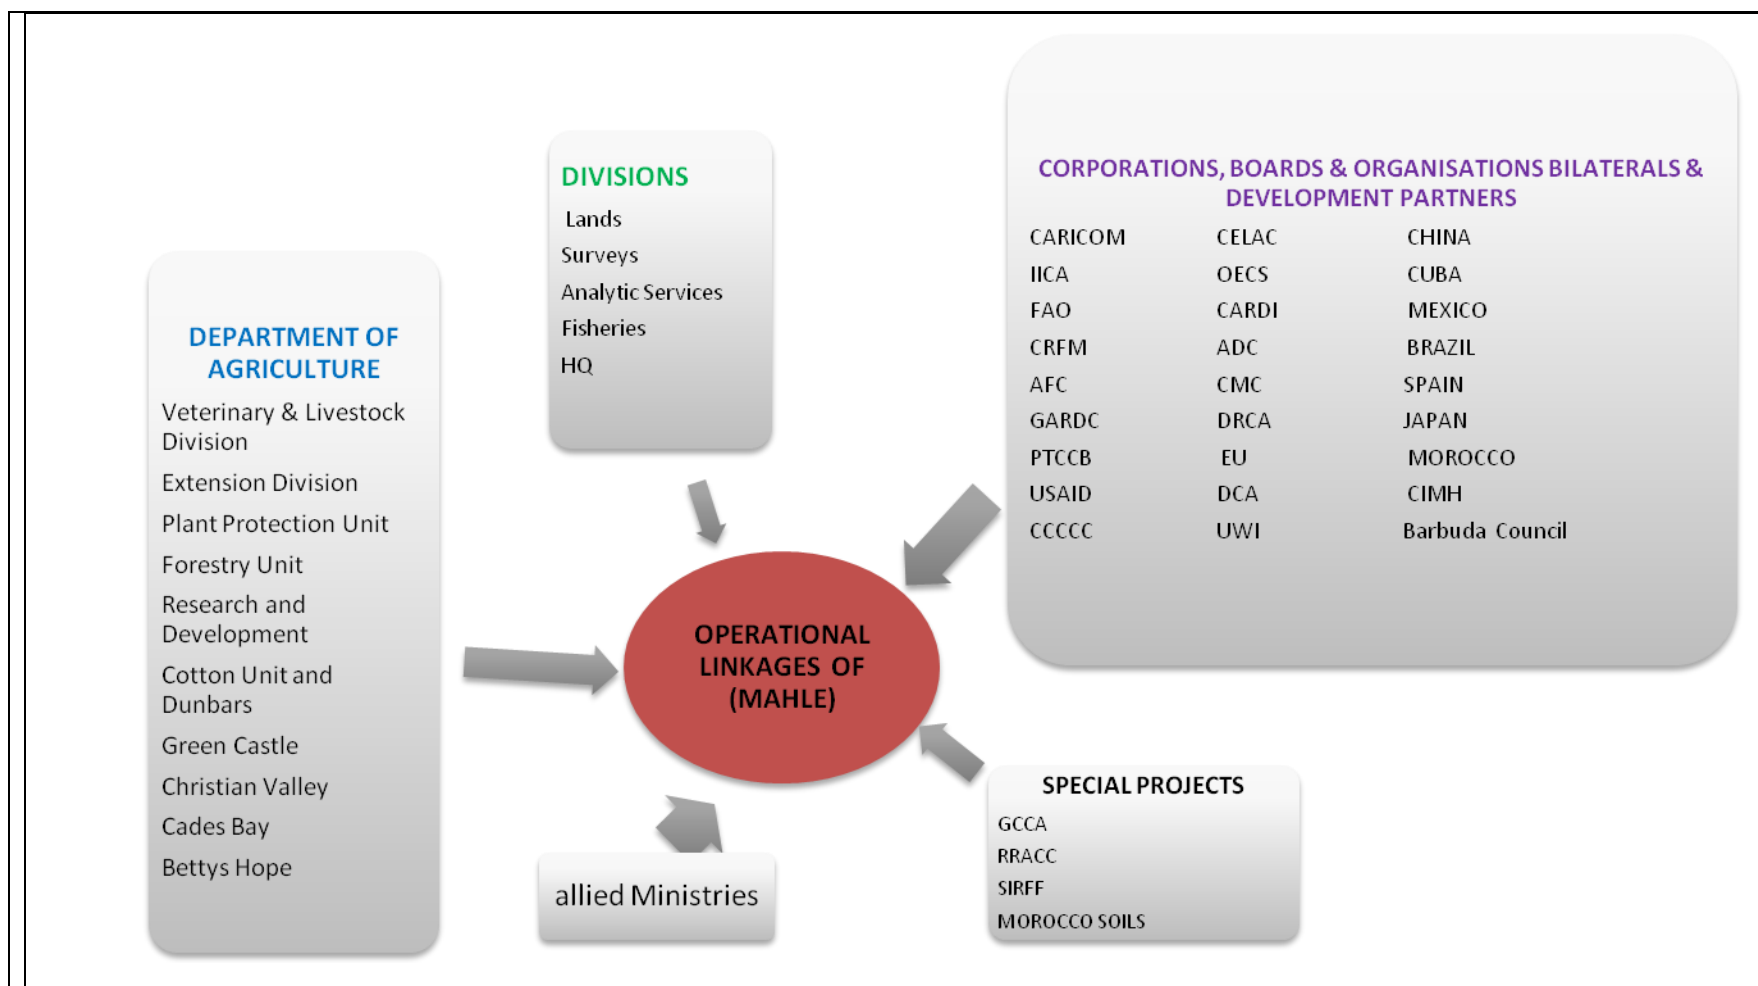 DIVISIONS
Lands
Surveys
Analytic Services
Fisheries
HQ
DEPARTMENT OF
AGRICULTURE
Veterinary & Livestock
Division
Extension Division
Plant Protection Unit
Forestry Unit
Research and
Development
Cotton Unit and
Dunbars
Green Castle
Christian Valley
Cades Bay
Bettys Hope
CORPORATIONS, BOARDS & ORGANISATIONS BILATERALS &
DEVELOPMENT PARTNERS
CARICOM CELAC CHINA
IICA OECS CUBA
FAO CARDI MEXICO
CRFM ADC BRAZIL
AFC CMC SPAIN
GARDC DRCA JAPAN
PTCCB EU MOROCCO
USAID DCA CIMH
CCCCC UWI Barbuda Council
OPERATIONAL
LINKAGES OF
(MAHLE)
allied Ministries
SPECIAL PROJECTS
GCCA
RRACC
SIRFF
MOROCCO SOILS